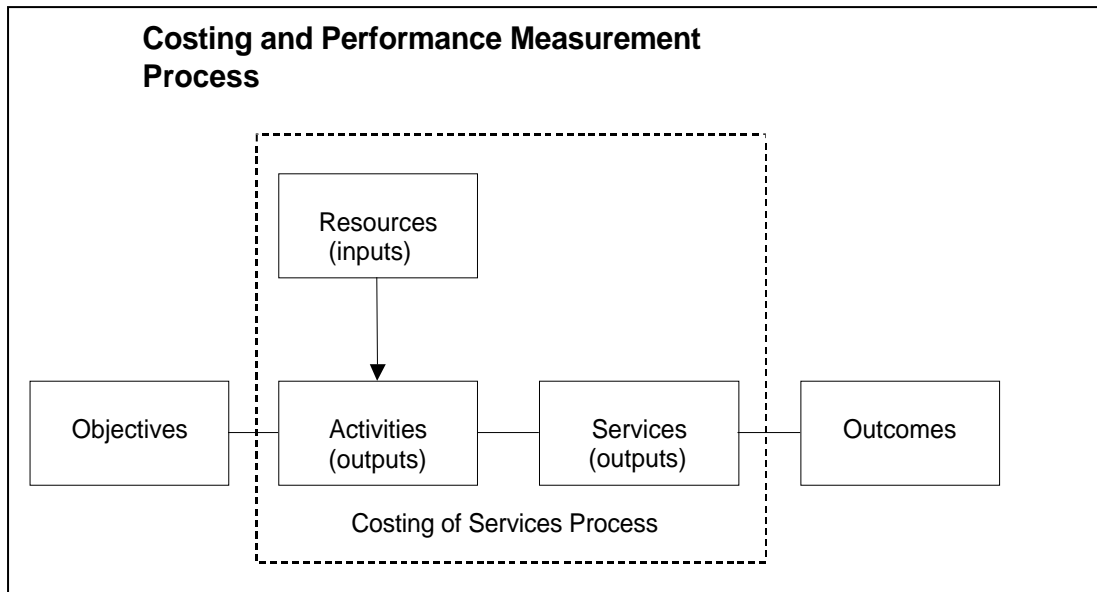 Costing and Performance Measurement
Process
Resources
(inputs)
Objectives
Activities
(outputs)
Services
(outputs)
Outcomes
Costing of Services Process